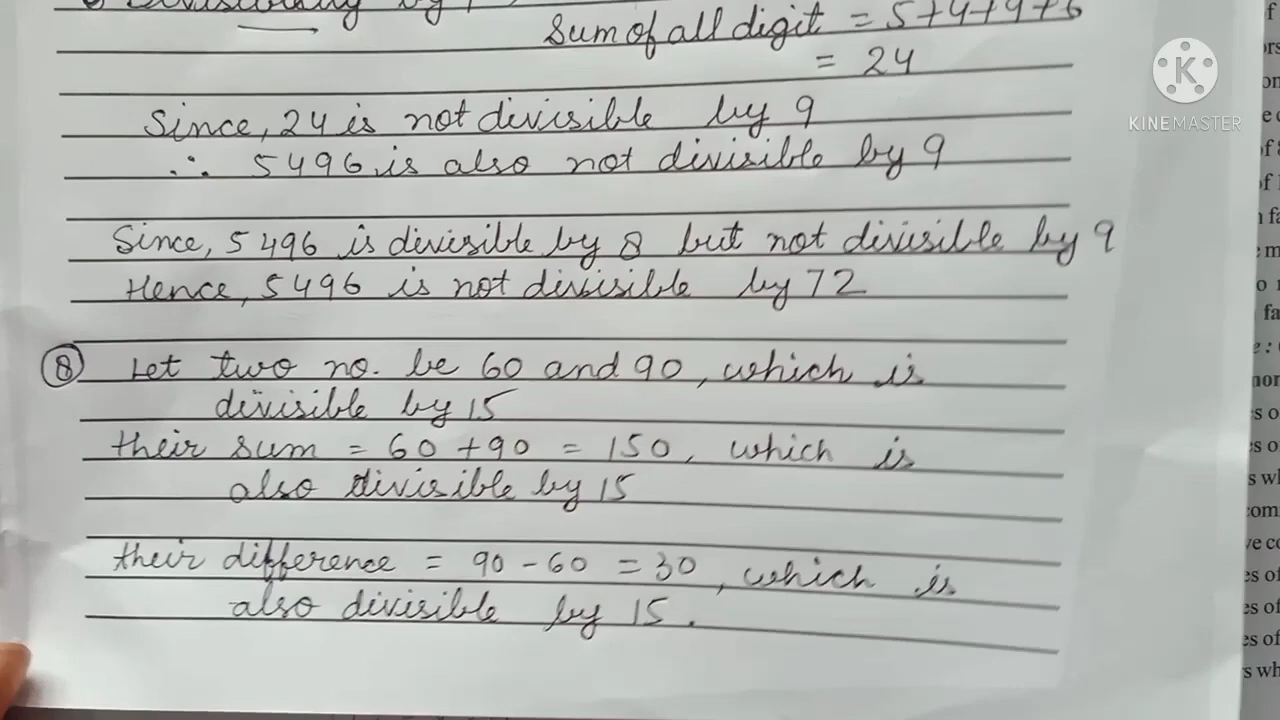 Divisibility by
Sum of all digit = 5+4+9+6
= 24
Since, 24 is not divisible by 9
∴ 5496 is also not divisible by 9
Since, 5496 is divisible by 8 but not divisible by 9
Hence, 5496 is not divisible by 72
⑧ Let two no. be 60 and 90, which is
divisible by 15
their sum = 60 + 90 = 150, which is
also divisible by 15
their difference = 90 - 60 = 30, which is
also divisible by 15.
K
KINEMASTER